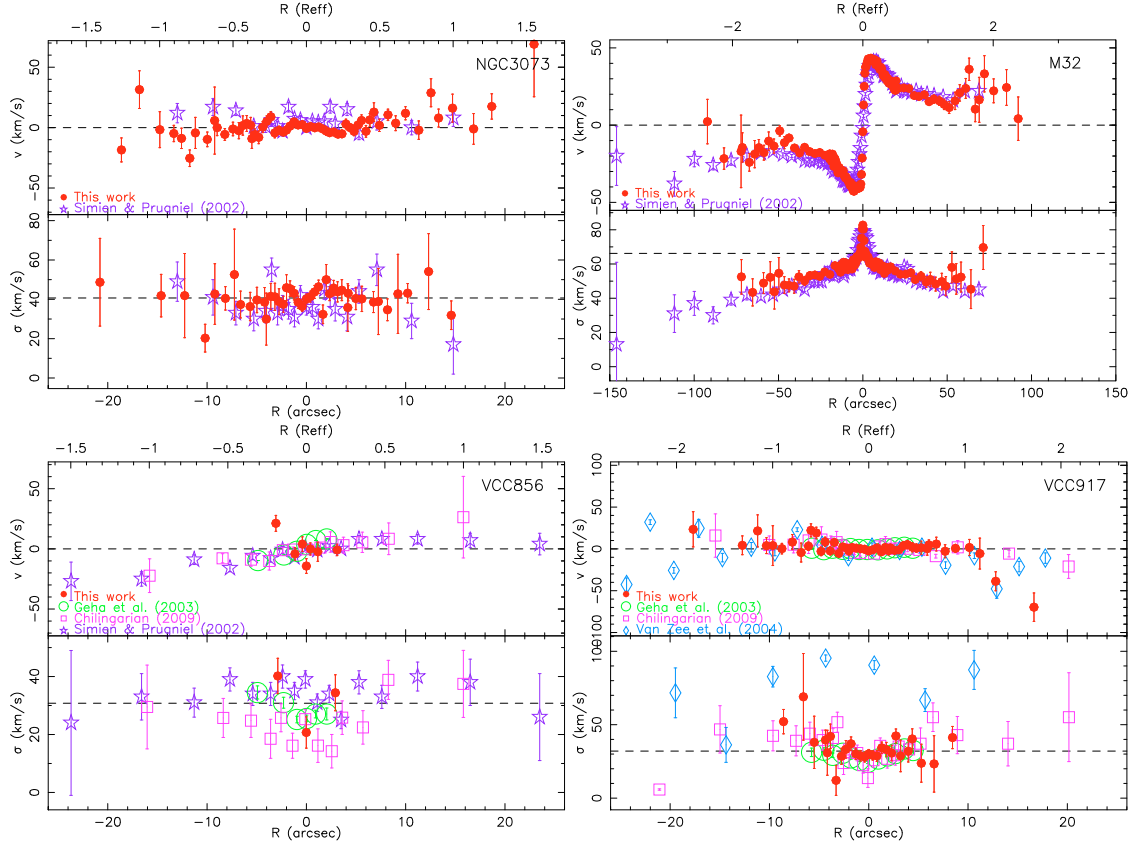 R (Reff)
-1.5 -1 -0.5 0 0.5 1 1.5
NGC3073
v (km/s)
50
0
-50
This work
Simien & Prugniel (2002)
σ (km/s)
80
60
40
20
0
-20 -10 0 10 20
R (arcsec)
R (Reff)
-2 0 2
M32
v (km/s)
50
0
-50
This work
Simien & Prugniel (2002)
σ (km/s)
80
60
40
20
0
-150 -100 -50 0 50 100 150
R (arcsec)
R (Reff)
-1.5 -1 -0.5 0 0.5 1 1.5
VCC856
v (km/s)
50
0
-50
This work
Geha et al. (2003)
Chilingarian (2009)
Simien & Prugniel (2002)
σ (km/s)
40
20
0
-20 -10 0 10 20
R (arcsec)
R (Reff)
-2 -1 0 1 2
VCC917
v (km/s)
100
50
0
-50
-100
This work
Geha et al. (2003)
Chilingarian (2009)
Van Zee et al. (2004)
σ (km/s)
100
50
0
-20 -10 0 10 20
R (arcsec)